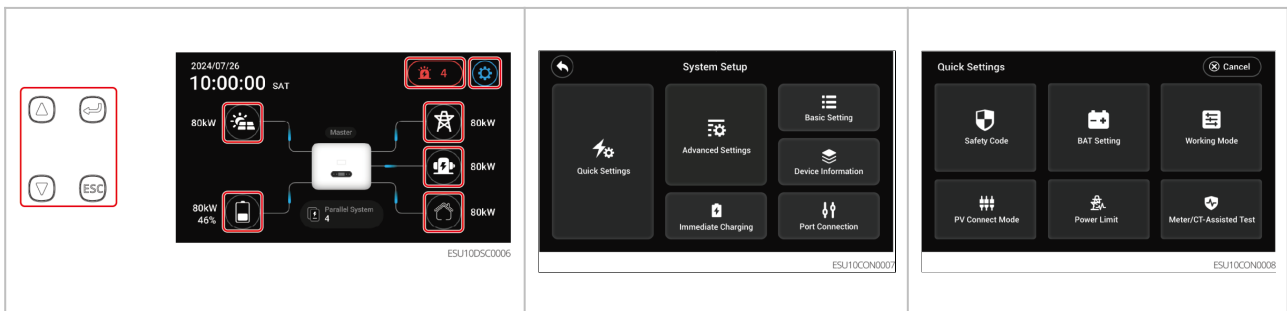 ESC
2024/07/26
10:00:00 SAT
4
80kW
Master
80kW
80kW
80kW
46%
Parallel System
4
80kW
ESU10DSC0006
System Setup
Quick Settings
Advanced Settings
Basic Setting
Device Information
Immediate Charging
Port Connection
ESU10CON0007
Quick Settings
Cancel
Safety Code
BAT Setting
Working Mode
PV Connect Mode
Power Limit
Meter/CT-Assisted Test
ESU10CON0008